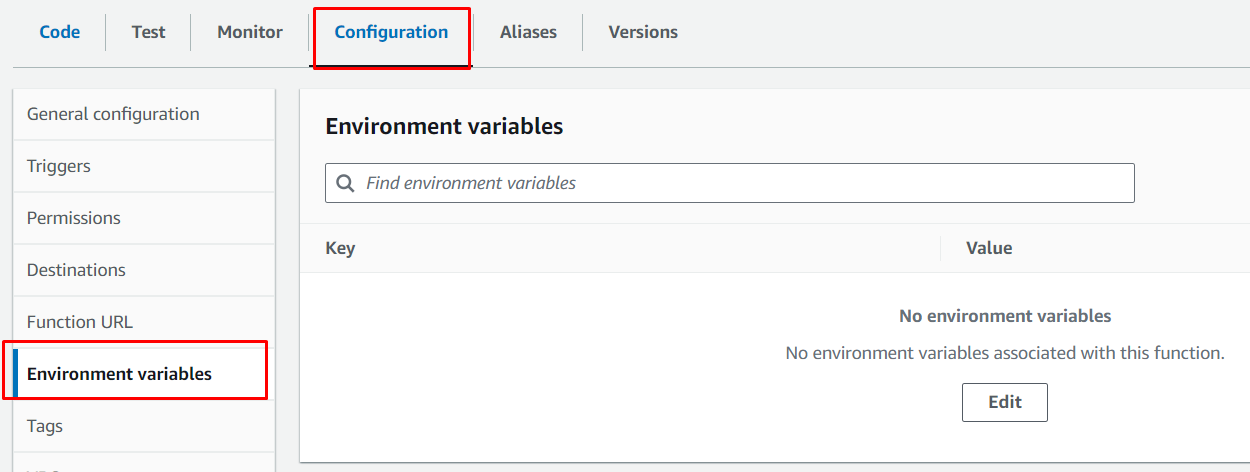 Code Test Monitor Configuration Aliases Versions
General configuration
Triggers
Permissions
Destinations
Function URL
Environment variables
Tags
Environment variables
Find environment variables
Key Value
No environment variables
No environment variables associated with this function.
Edit